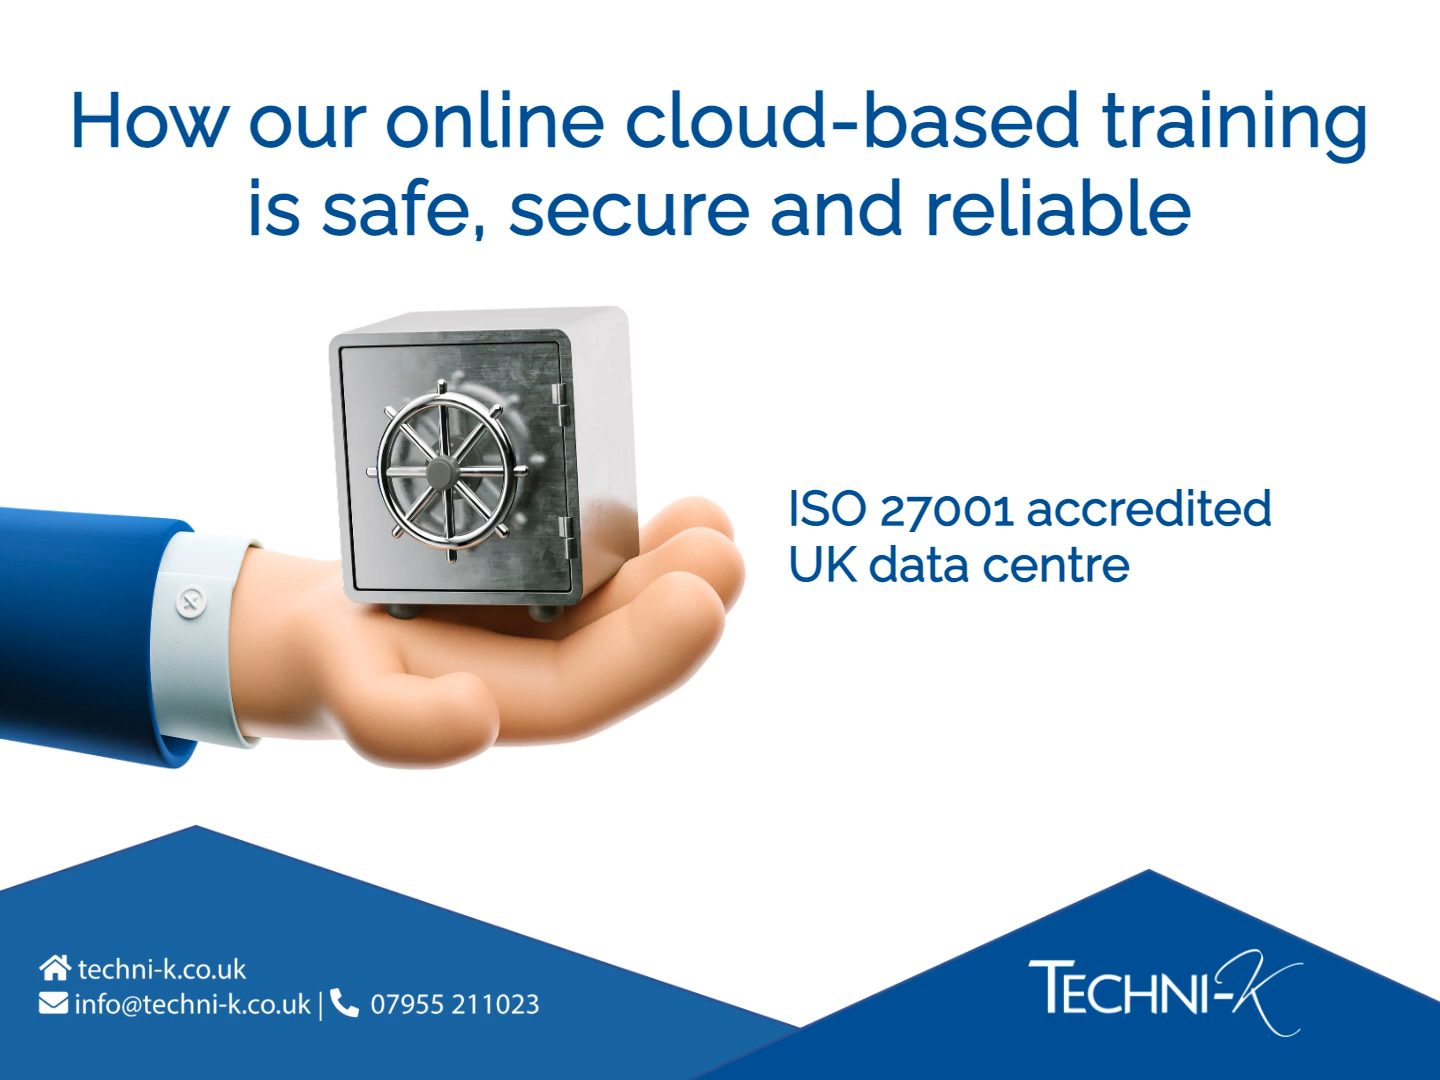 How our online cloud-based training
is safe, secure and reliable
ISO 27001 accredited
UK data centre
techni-k.co.uk
info@techni-k.co.uk | 07955 211023
TECHNI-K